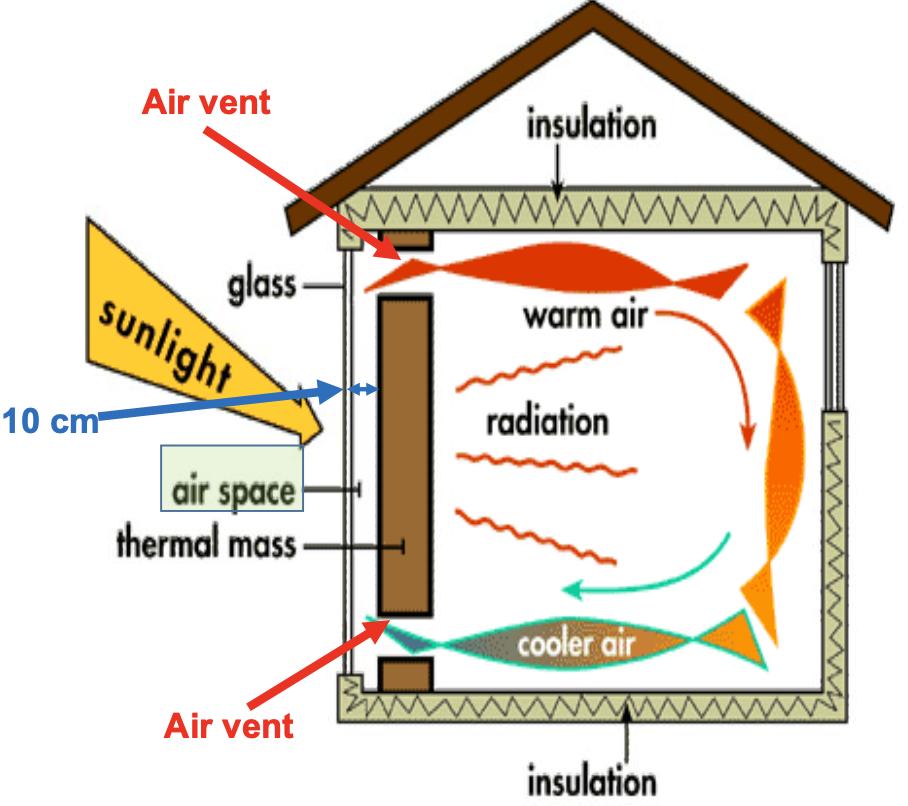 Air vent
insulation
glass
sunlight
warm air
10 cm
radiation
air space
thermal mass
cooler air
Air vent
insulation